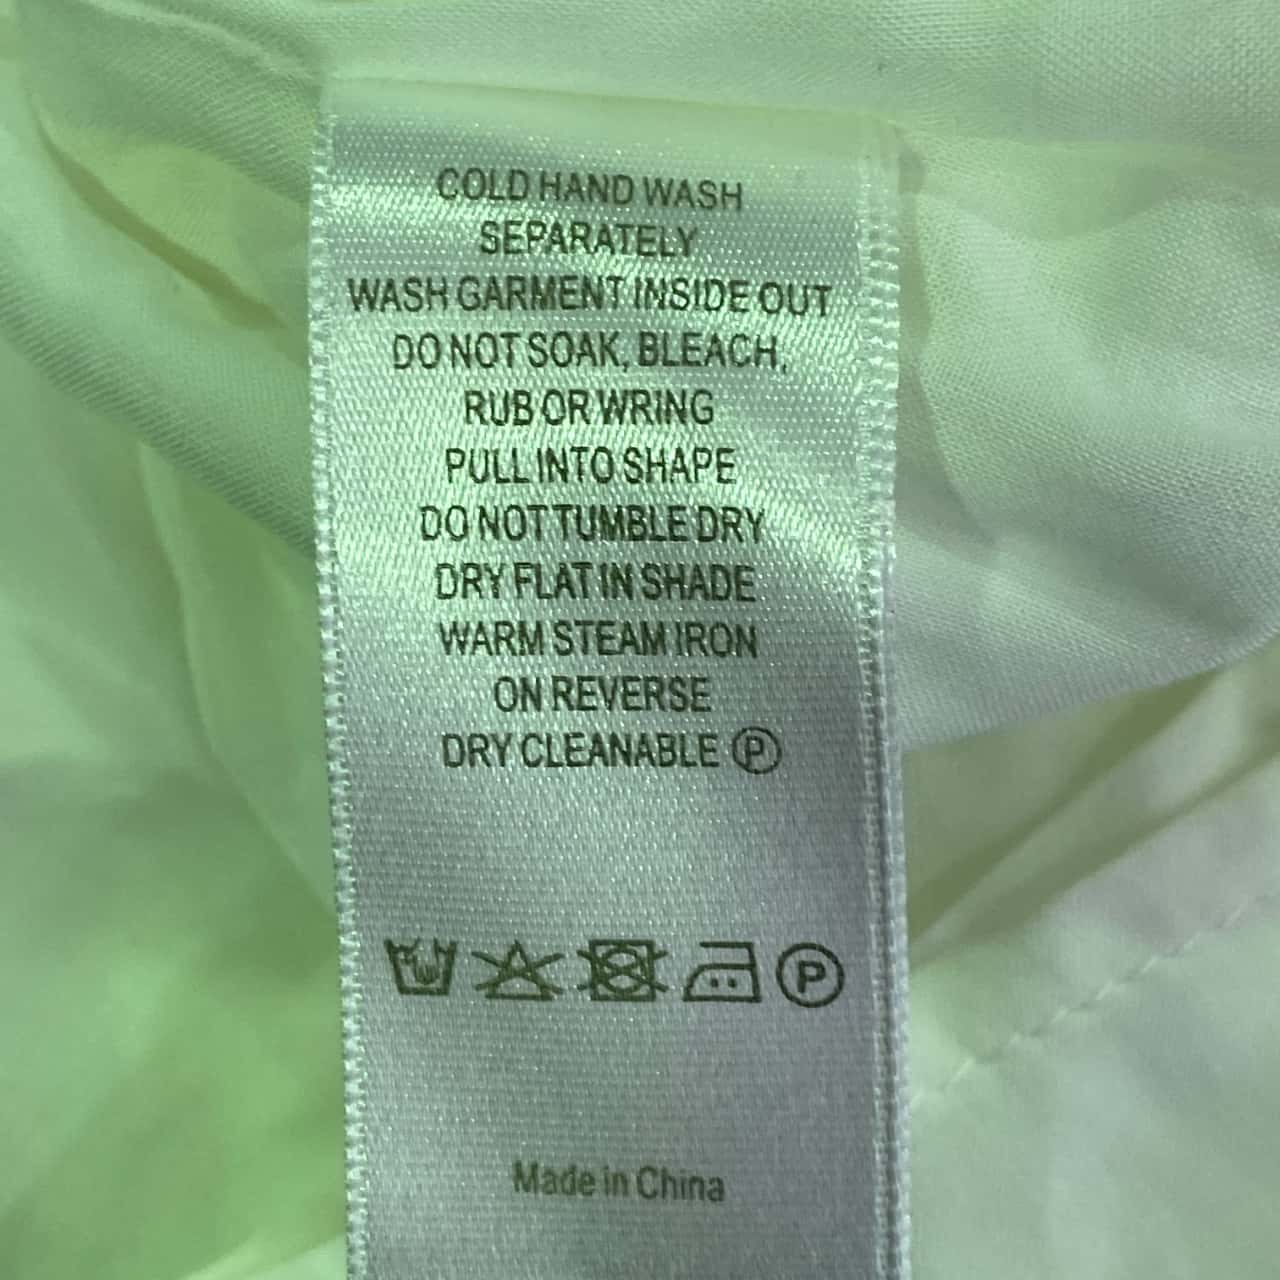 COLD HAND WASH
SEPARATELY
WASH GARMENT INSIDE OUT
DO NOT SOAK, BLEACH,
RUB OR WRING
PULL INTO SHAPE
DO NOT TUMBLE DRY
DRY FLAT IN SHADE
WARM STEAM IRON
ON REVERSE
DRY CLEANABLE Ⓟ
P
Made in China